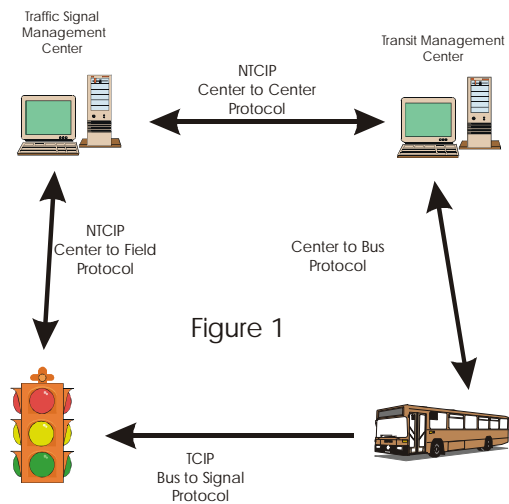 Traffic Signal
Management
Center
Transit Management
Center
NTCIP
Center to Center
Protocol
NTCIP
Center to Field
Protocol
Center to Bus
Protocol
Figure 1
TCIP
Bus to Signal
Protocol